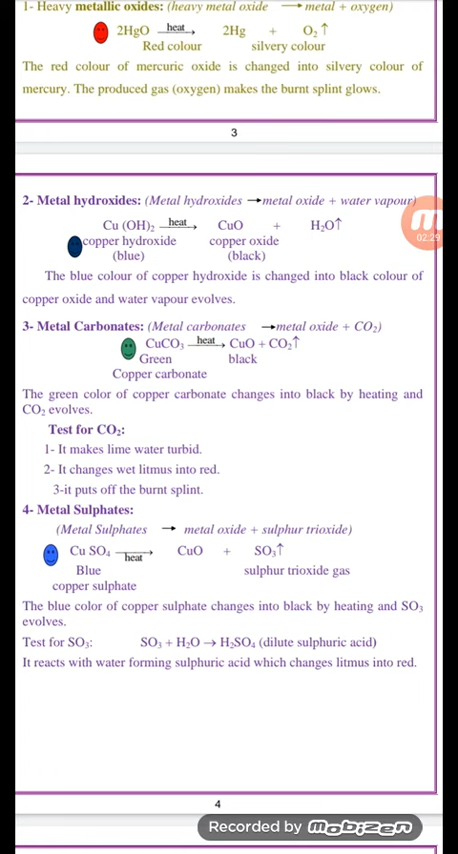 1- Heavy metallic oxides: (heavy metal oxide → metal + oxygen)
2HgO heat→ 2Hg + O₂ ↑
Red colour silvery colour
The red colour of mercuric oxide is changed into silvery colour of
mercury. The produced gas (oxygen) makes the burnt splint glows.
3
2- Metal hydroxides: (Metal hydroxides →metal oxide + water vapour)
Cu (OH)₂ heat→ CuO + H₂O↑
copper hydroxide copper oxide
(blue) (black)
02:29
The blue colour of copper hydroxide is changed into black colour of
copper oxide and water vapour evolves.
3- Metal Carbonates: (Metal carbonates →metal oxide + CO₂)
CuCO₃ heat→ CuO + CO₂↑
Green black
Copper carbonate
The green color of copper carbonate changes into black by heating and
CO₂ evolves.
Test for CO₂:
1- It makes lime water turbid.
2- It changes wet litmus into red.
3-it puts off the burnt splint.
4- Metal Sulphates:
(Metal Sulphates → metal oxide + sulphur trioxide)
Cu SO₄ heat→ CuO + SO₃↑
Blue sulphur trioxide gas
copper sulphate
The blue color of copper sulphate changes into black by heating and SO₃
evolves.
Test for SO₃: SO₃ + H₂O → H₂SO₄ (dilute sulphuric acid)
It reacts with water forming sulphuric acid which changes litmus into red.
4
Recorded by mobizen